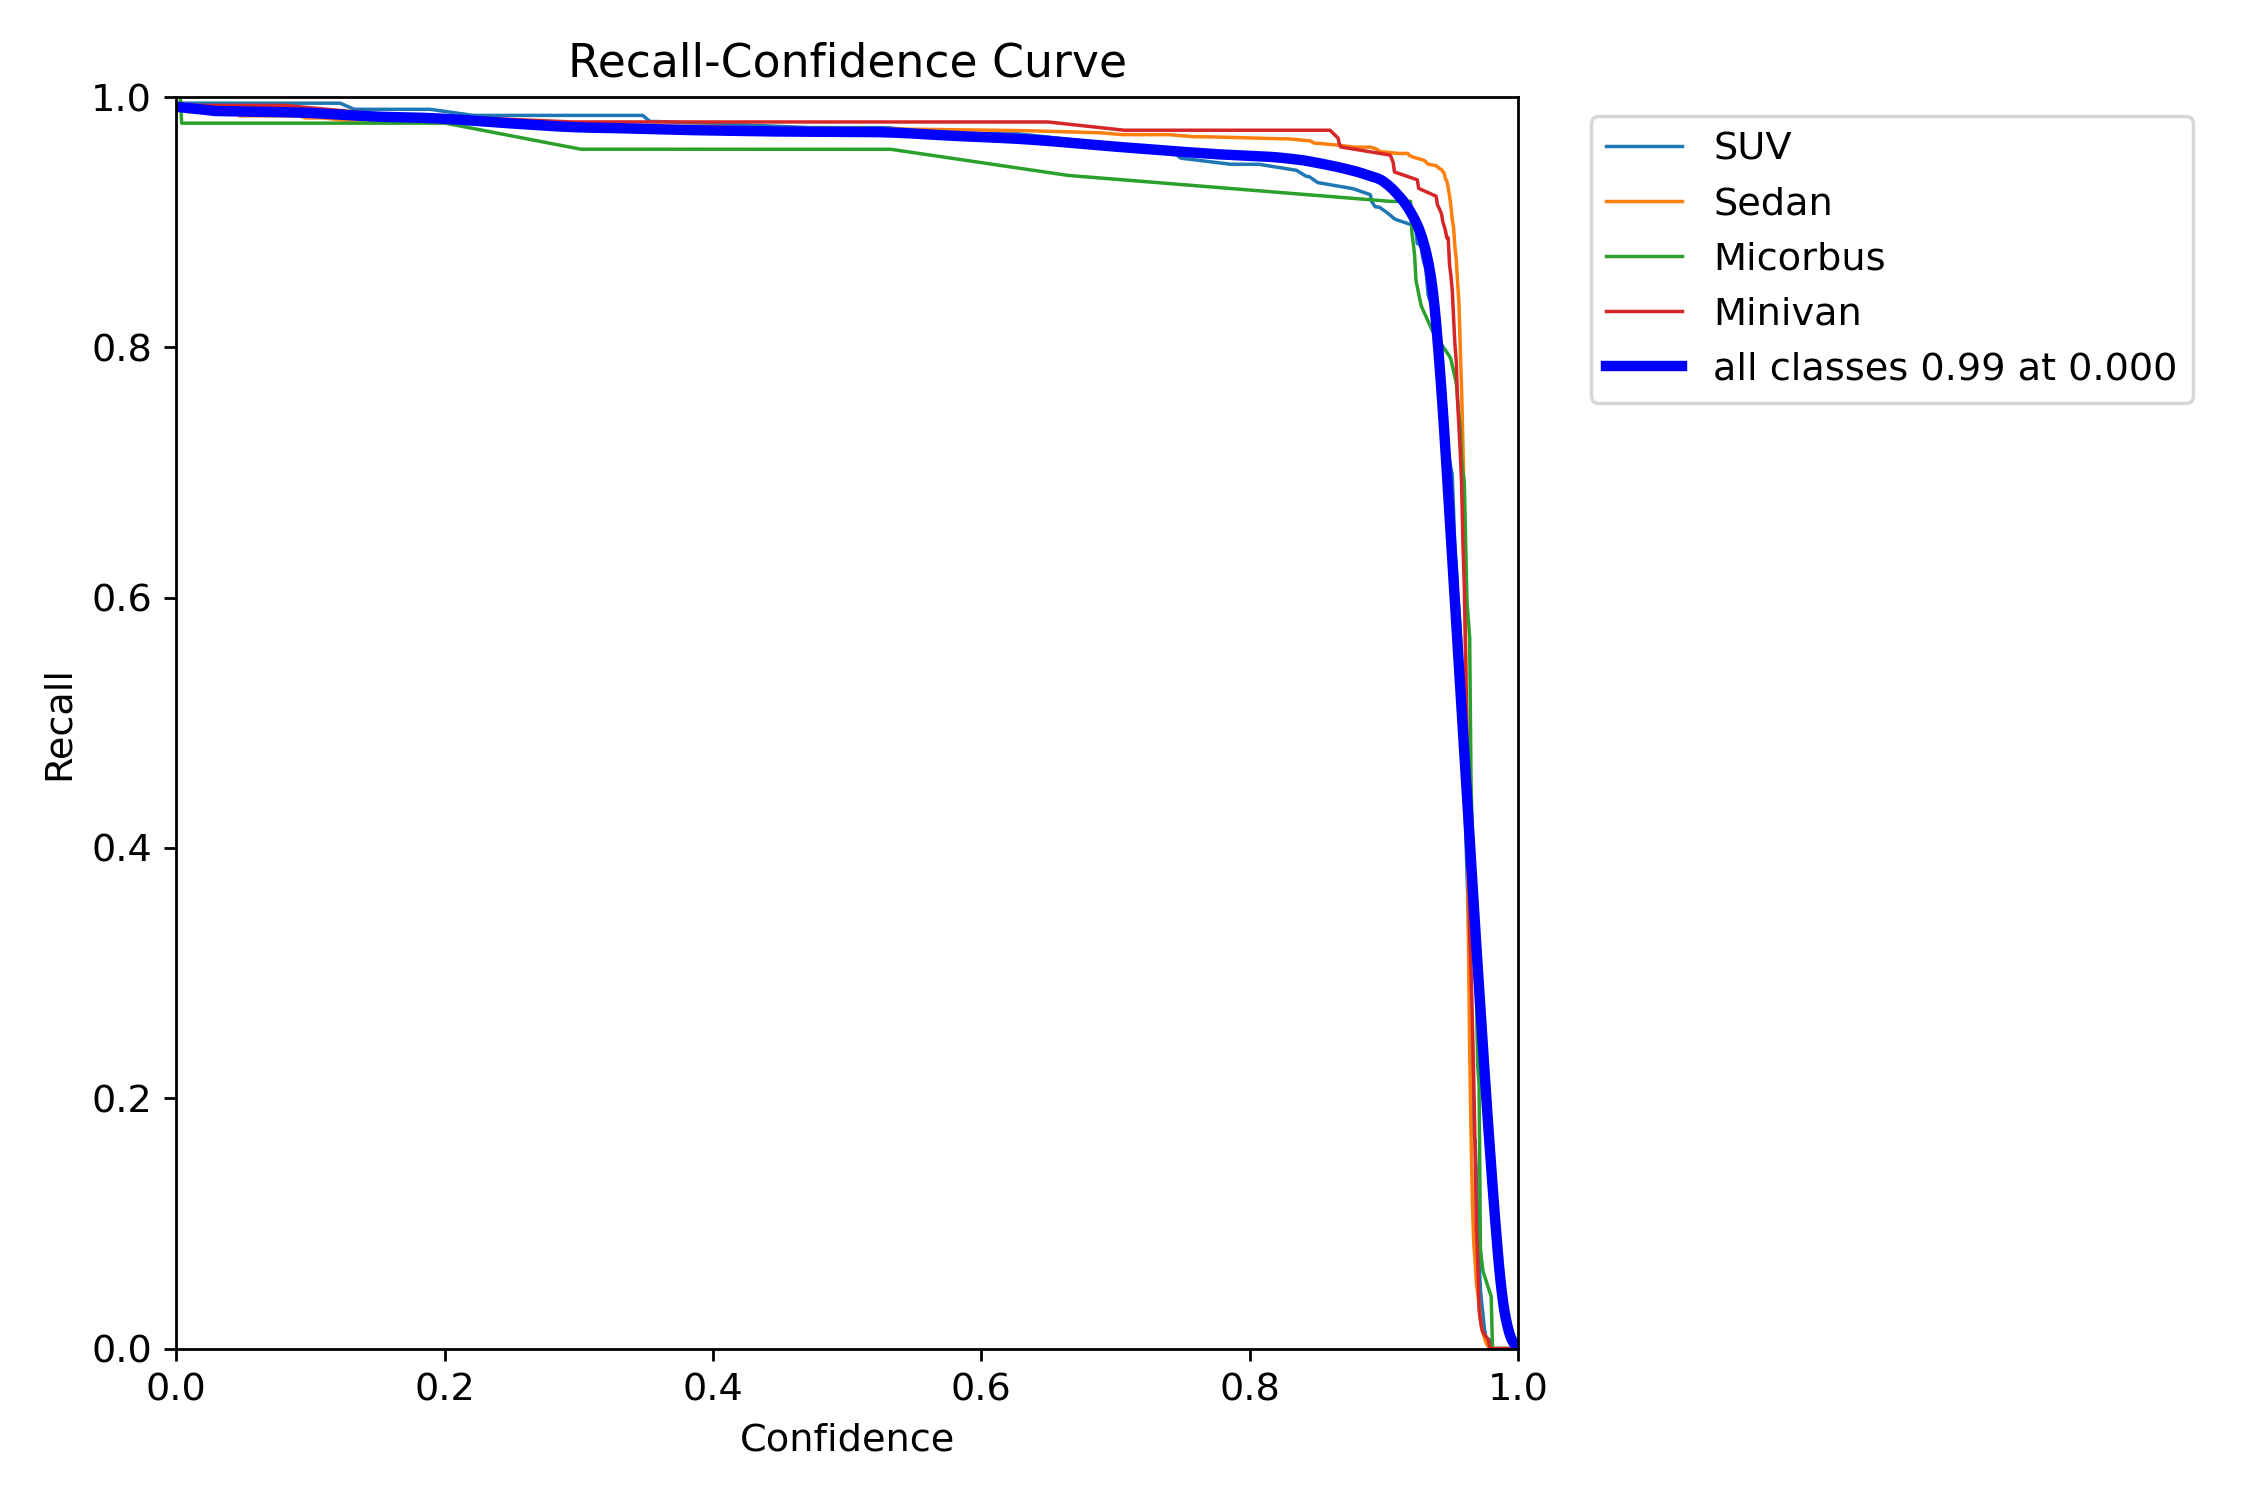 Recall-Confidence Curve
1.0
0.8
0.6
0.4
0.2
0.0
Recall
0.0 0.2 0.4 0.6 0.8 1.0
Confidence
SUV
Sedan
Micorbus
Minivan
all classes 0.99 at 0.000